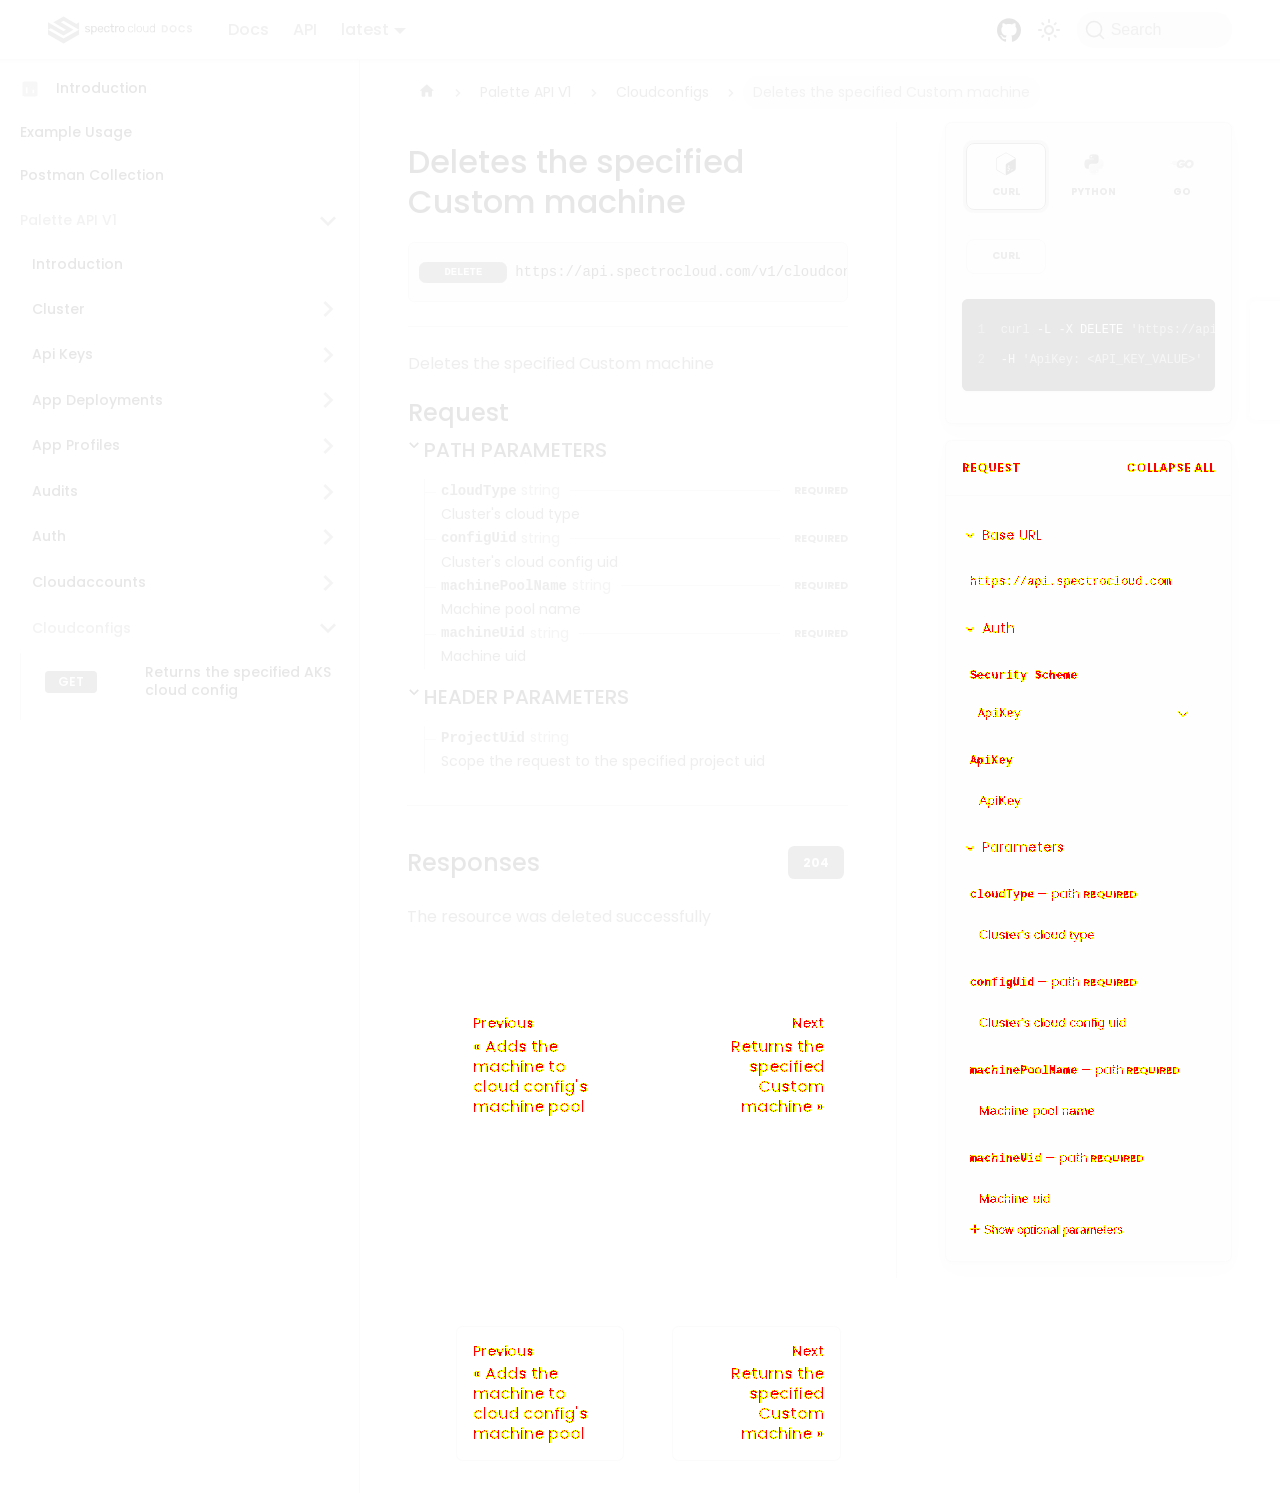 spectro cloud DOCS
Docs
API
latest
Search
Introduction
Example Usage
Postman Collection
Palette API V1
Introduction
Cluster
Api Keys
App Deployments
App Profiles
Audits
Auth
Cloudaccounts
Cloudconfigs
GET
Returns the specified AKS
cloud config
Palette API V1
Cloudconfigs
Deletes the specified Custom machine
Deletes the specified
Custom machine
DELETE https://api.spectrocloud.com/v1/cloudcon
Deletes the specified Custom machine
Request
PATH PARAMETERS
cloudType string REQUIRED
Cluster's cloud type
configUid string REQUIRED
Cluster's cloud config uid
machinePoolName string REQUIRED
Machine pool name
machineUid string REQUIRED
Machine uid
HEADER PARAMETERS
ProjectUid string
Scope the request to the specified project uid
Responses
204
The resource was deleted successfully
Previous
« Adds the
machine to
cloud config's
machine pool
Next
Returns the
specified
Custom
machine »
Previous
« Adds the
machine to
cloud config's
machine pool
Next
Returns the
specified
Custom
machine »
CURL
PYTHON
GO
CURL
1 curl -L -X DELETE 'https://api
2 -H 'ApiKey: <API_KEY_VALUE>'
REQUEST
COLLAPSE ALL
Base URL
https://api.spectrocloud.com
Auth
Security Scheme
ApiKey
ApiKey
ApiKey
Parameters
cloudType — path REQUIRED
Cluster's cloud type
configUid — path REQUIRED
Cluster's cloud config uid
machinePoolName — path REQUIRED
Machine pool name
machineUid — path REQUIRED
Machine uid
Show optional parameters